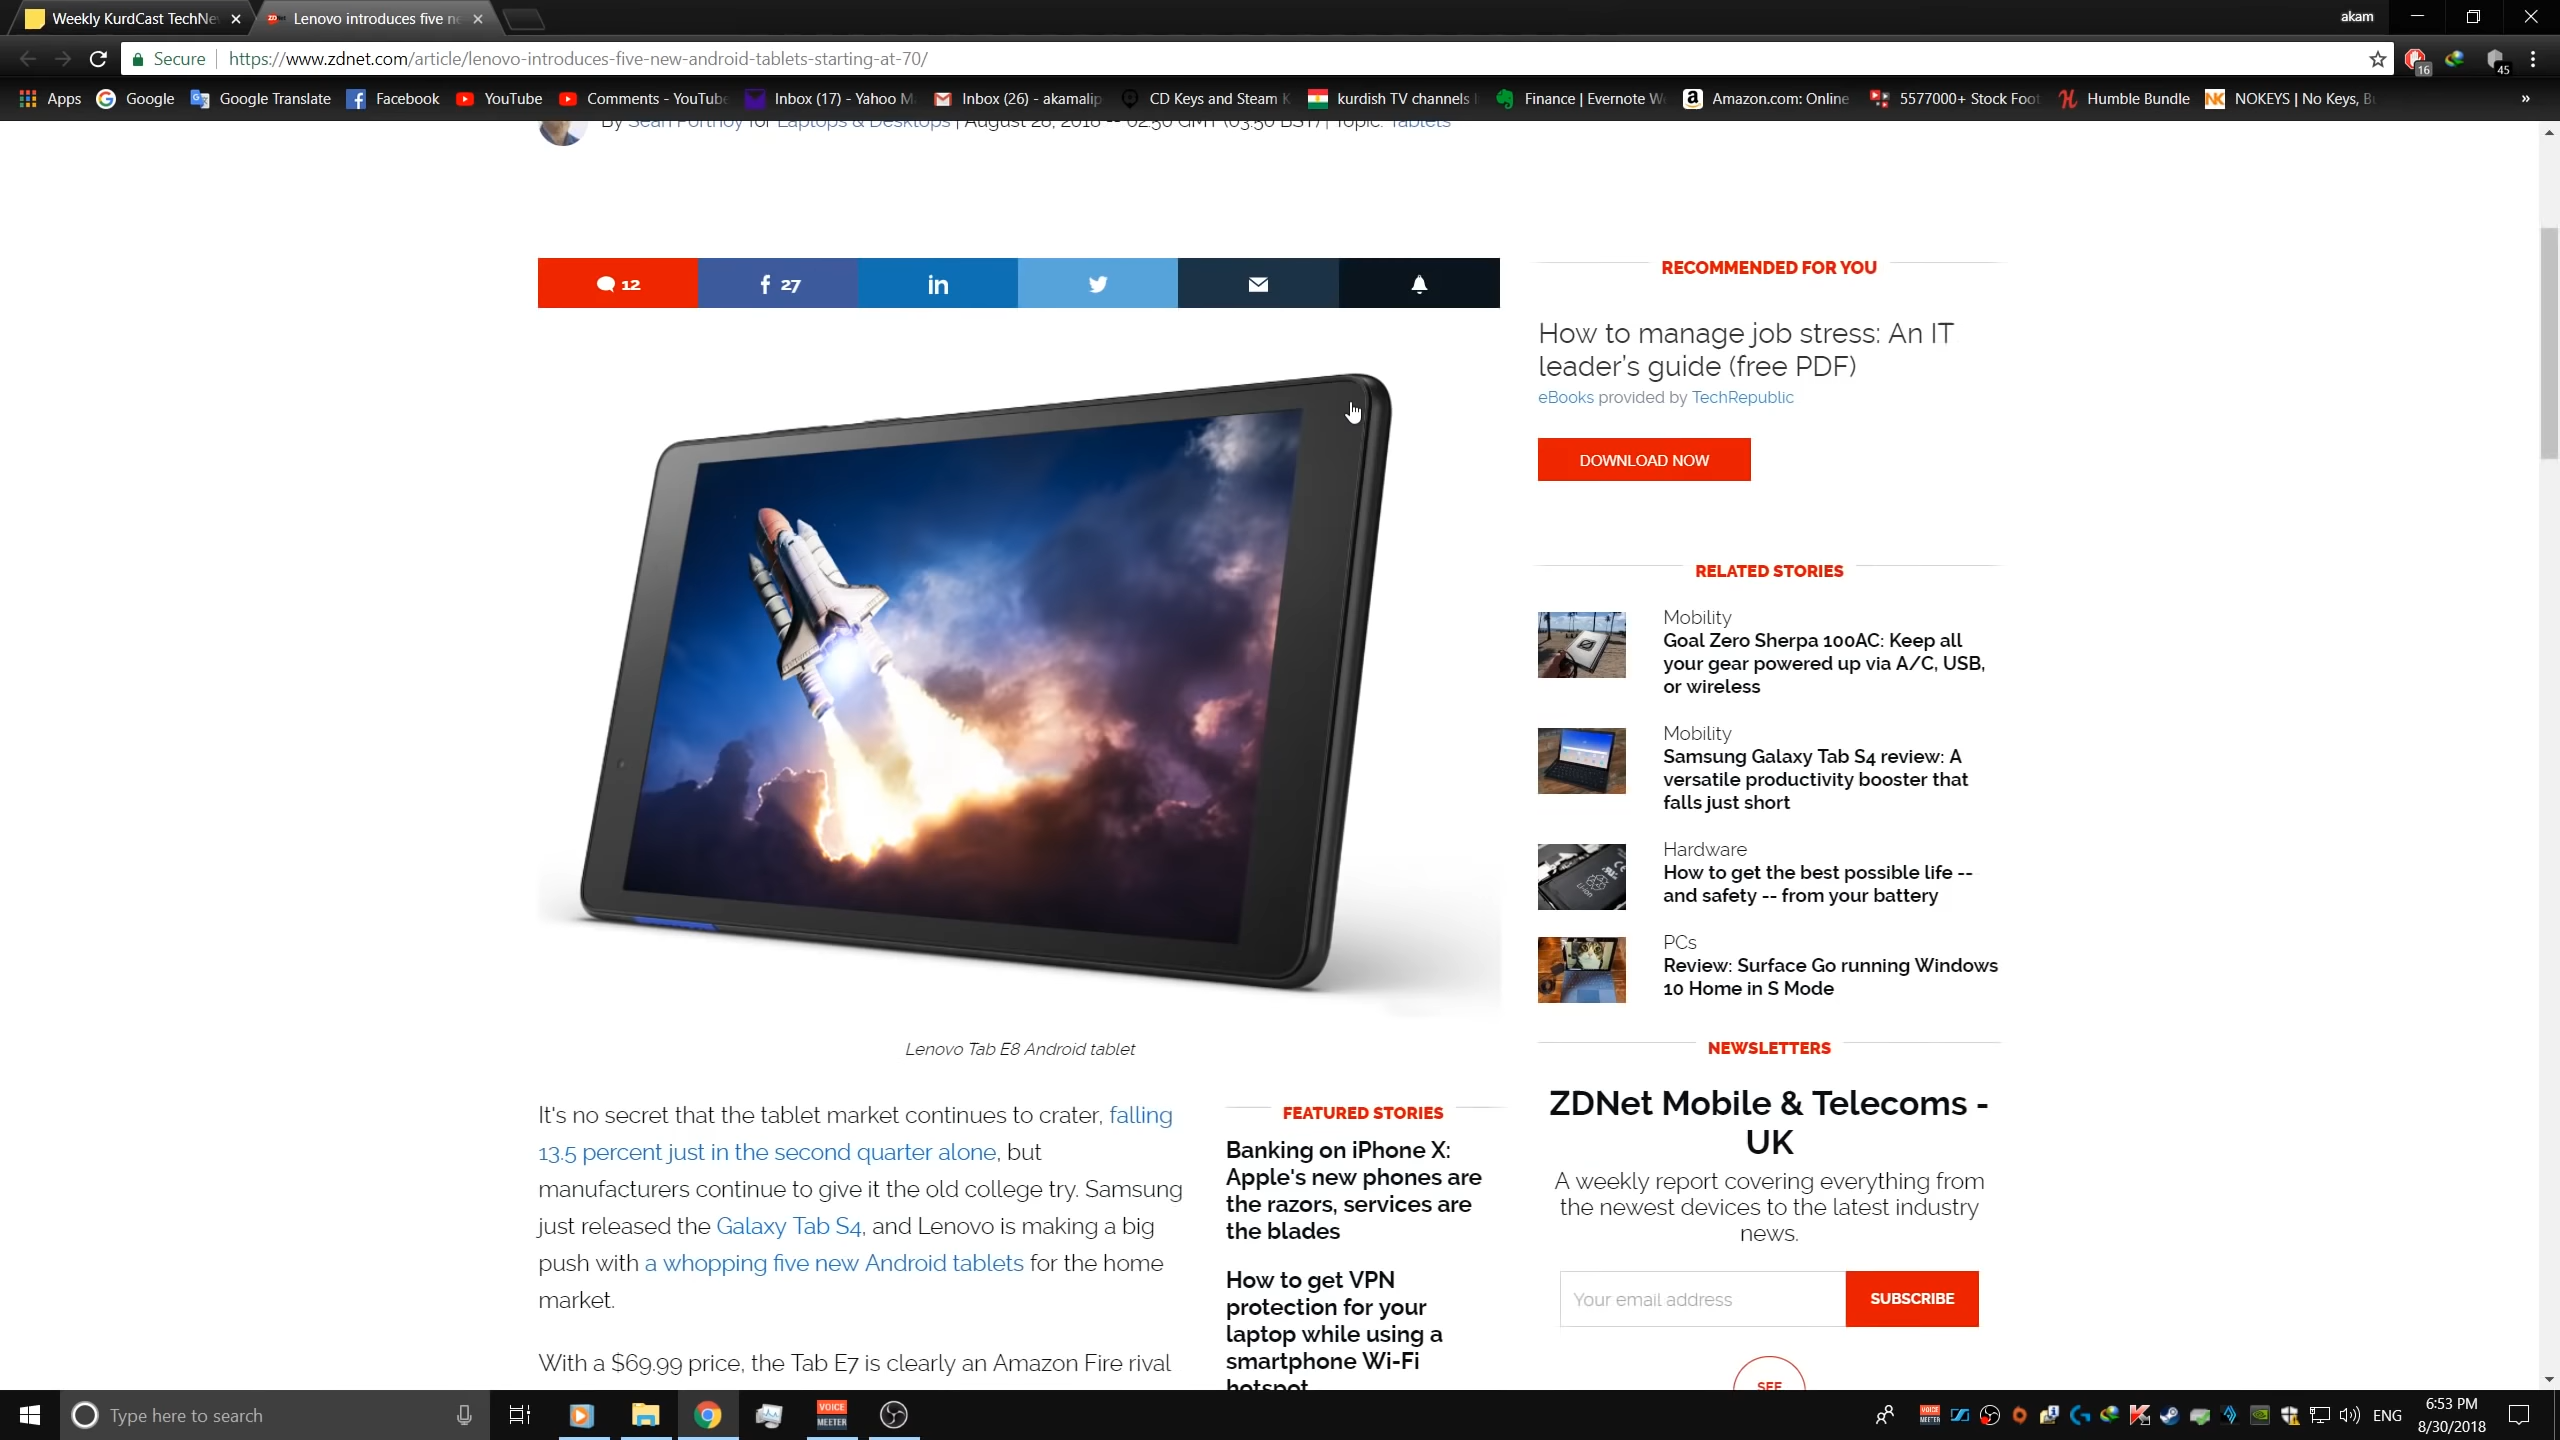 Weekly KurdCast TechNe
Lenovo introduces five n
akam
Secure
https://www.zdnet.com/article/lenovo-introduces-five-new-android-tablets-starting-at-70/
16
45
Apps
Google
Google Translate
Facebook
YouTube
Comments - YouTube
Inbox (17) - Yahoo M
Inbox (26) - akamalip
CD Keys and Steam K
kurdish TV channels
Finance | Evernote W
Amazon.com: Online
5577000+ Stock Foot
Humble Bundle
NOKEYS | No Keys, B
»
By Sean Portnoy for Laptops & Desktops | August 28, 2018 -- 02:50 GMT (03:50 BST) | Topic: Tablets
12
27
in
Lenovo Tab E8 Android tablet
It's no secret that the tablet market continues to crater, falling
13.5 percent just in the second quarter alone, but
manufacturers continue to give it the old college try. Samsung
just released the Galaxy Tab S4, and Lenovo is making a big
push with a whopping five new Android tablets for the home
market.
With a $69.99 price, the Tab E7 is clearly an Amazon Fire rival
FEATURED STORIES
Banking on iPhone X:
Apple's new phones are
the razors, services are
the blades
How to get VPN
protection for your
laptop while using a
smartphone Wi-Fi
hotspot
RECOMMENDED FOR YOU
How to manage job stress: An IT
leader's guide (free PDF)
eBooks provided by TechRepublic
DOWNLOAD NOW
RELATED STORIES
Mobility
Goal Zero Sherpa 100AC: Keep all
your gear powered up via A/C, USB,
or wireless
Mobility
Samsung Galaxy Tab S4 review: A
versatile productivity booster that
falls just short
Hardware
How to get the best possible life --
and safety -- from your battery
PCs
Review: Surface Go running Windows
10 Home in S Mode
NEWSLETTERS
ZDNet Mobile & Telecoms -
UK
A weekly report covering everything from
the newest devices to the latest industry
news.
Your email address
SUBSCRIBE
SEE
Type here to search
VOICE
MEETER
ENG
6:53 PM
8/30/2018